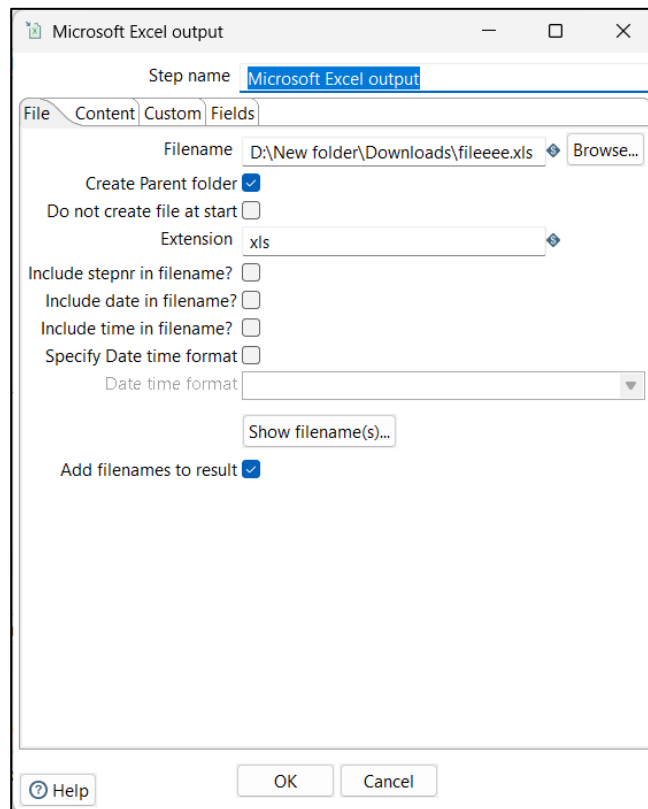 Microsoft Excel output
Step name Microsoft Excel output
File Content Custom Fields
Filename D:\New folder\Downloads\fileeee.xls Browse...
Create Parent folder
Do not create file at start
Extension xls
Include stepnr in filename?
Include date in filename?
Include time in filename?
Specify Date time format
Date time format
Show filename(s)...
Add filenames to result
Help OK Cancel